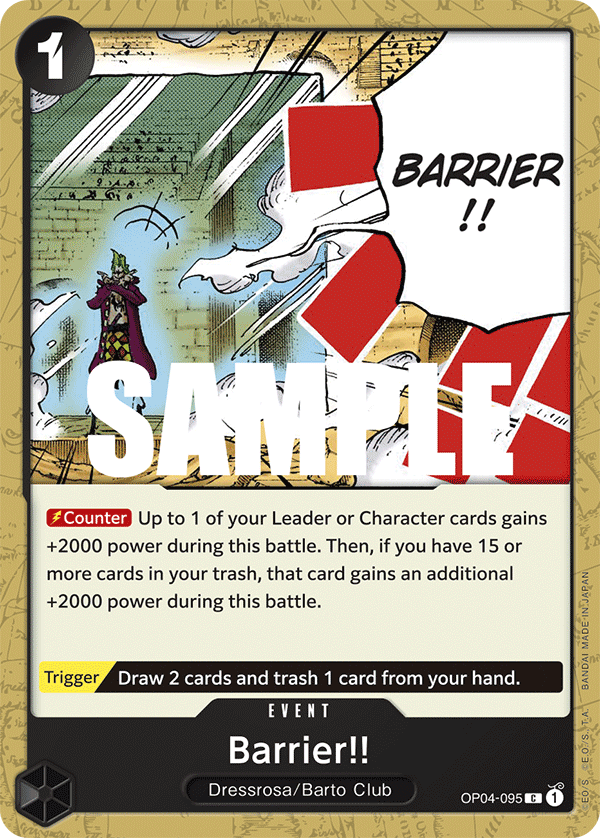 1
BARRIER
!!
SAMPLE
Counter Up to 1 of your Leader or Character cards gains
+2000 power during this battle. Then, if you have 15 or
more cards in your trash, that card gains an additional
+2000 power during this battle.
Trigger Draw 2 cards and trash 1 card from your hand.
EVENT
Barrier!!
Dressrosa/Barto Club
OP04-095 C 1
BANDAI MADE IN JAPAN